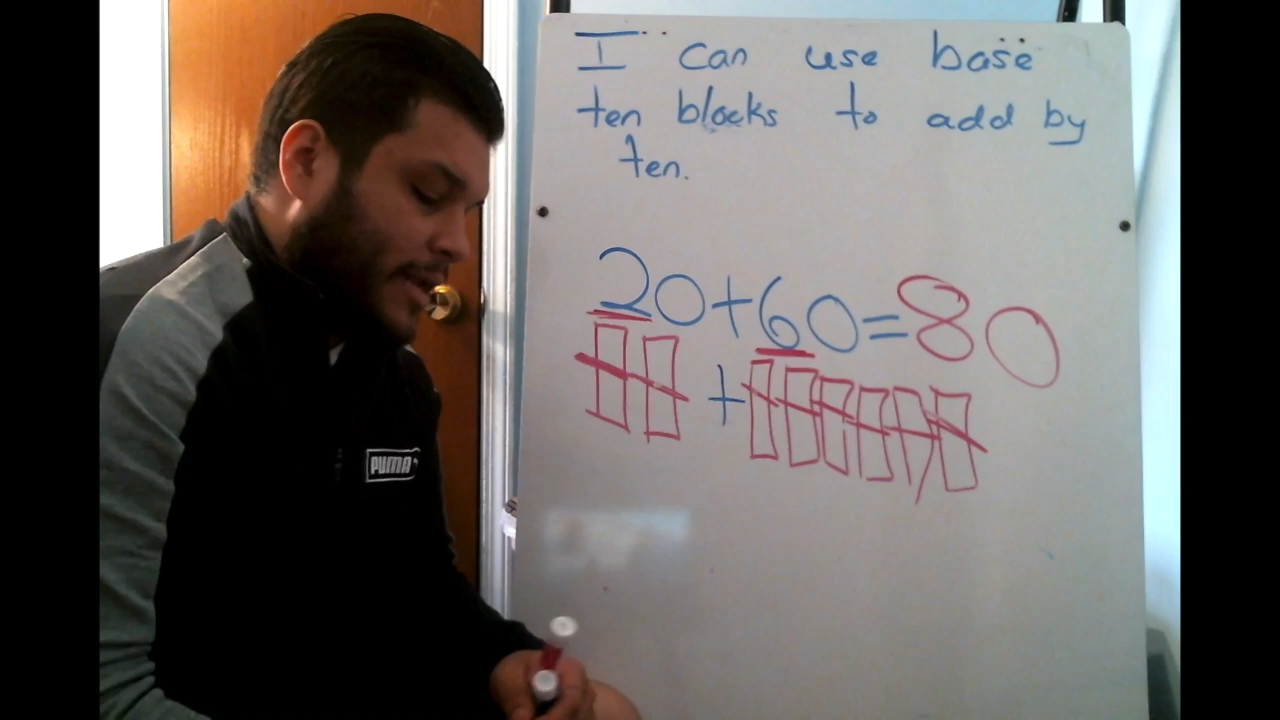 I can use base
ten blocks to add by
ten.
20+60=80
+
PUMA